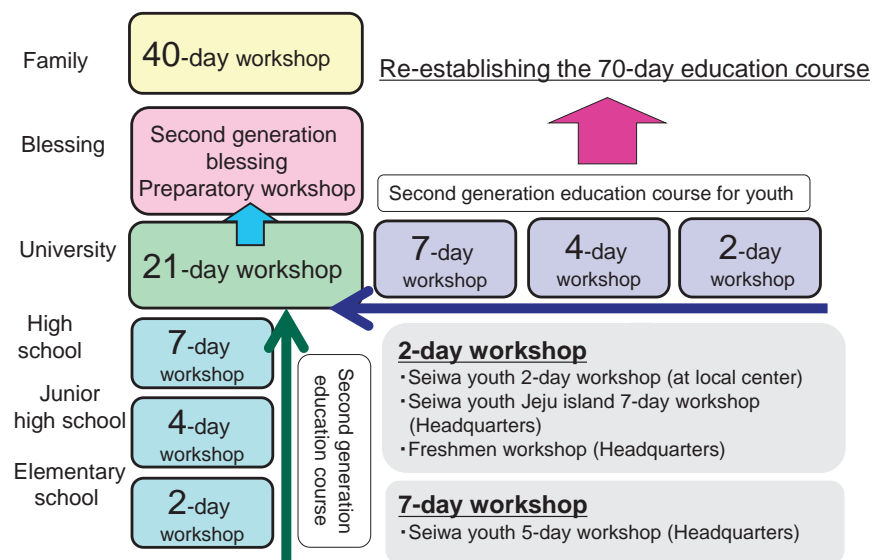 Family
40-day workshop
Re-establishing the 70-day education course
Blessing
Second generation
blessing
Preparatory workshop
Second generation education course for youth
University
21-day workshop
7-day
workshop
4-day
workshop
2-day
workshop
High
school
7-day
workshop
Junior
high school
4-day
workshop
Elementary
school
2-day
workshop
Second generation
education course
2-day workshop
・Seiwa youth 2-day workshop (at local center)
・Seiwa youth Jeju island 7-day workshop
(Headquarters)
・Freshmen workshop (Headquarters)
7-day workshop
・Seiwa youth 5-day workshop (Headquarters)